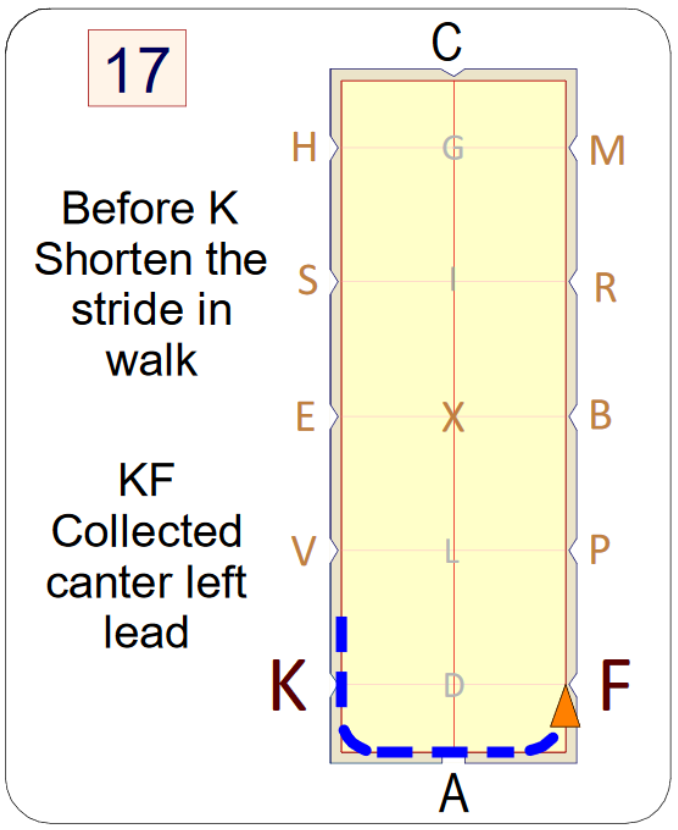 17
C
H G M
Before K
Shorten the
stride in
walk
S I R
E X B
KF
Collected
canter left
lead
V L P
K D F
A